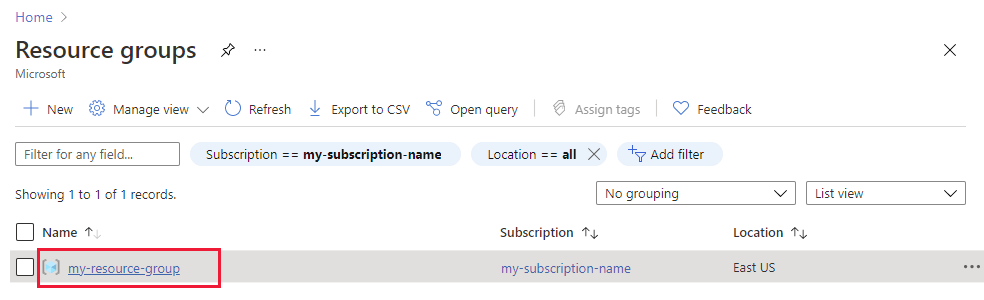 Home
Resource groups
Microsoft
New Manage view Refresh Export to CSV Open query Assign tags Feedback
Filter for any field... Subscription == my-subscription-name Location == all Add filter
Showing 1 to 1 of 1 records. No grouping List view
Name Subscription Location
my-resource-group my-subscription-name East US